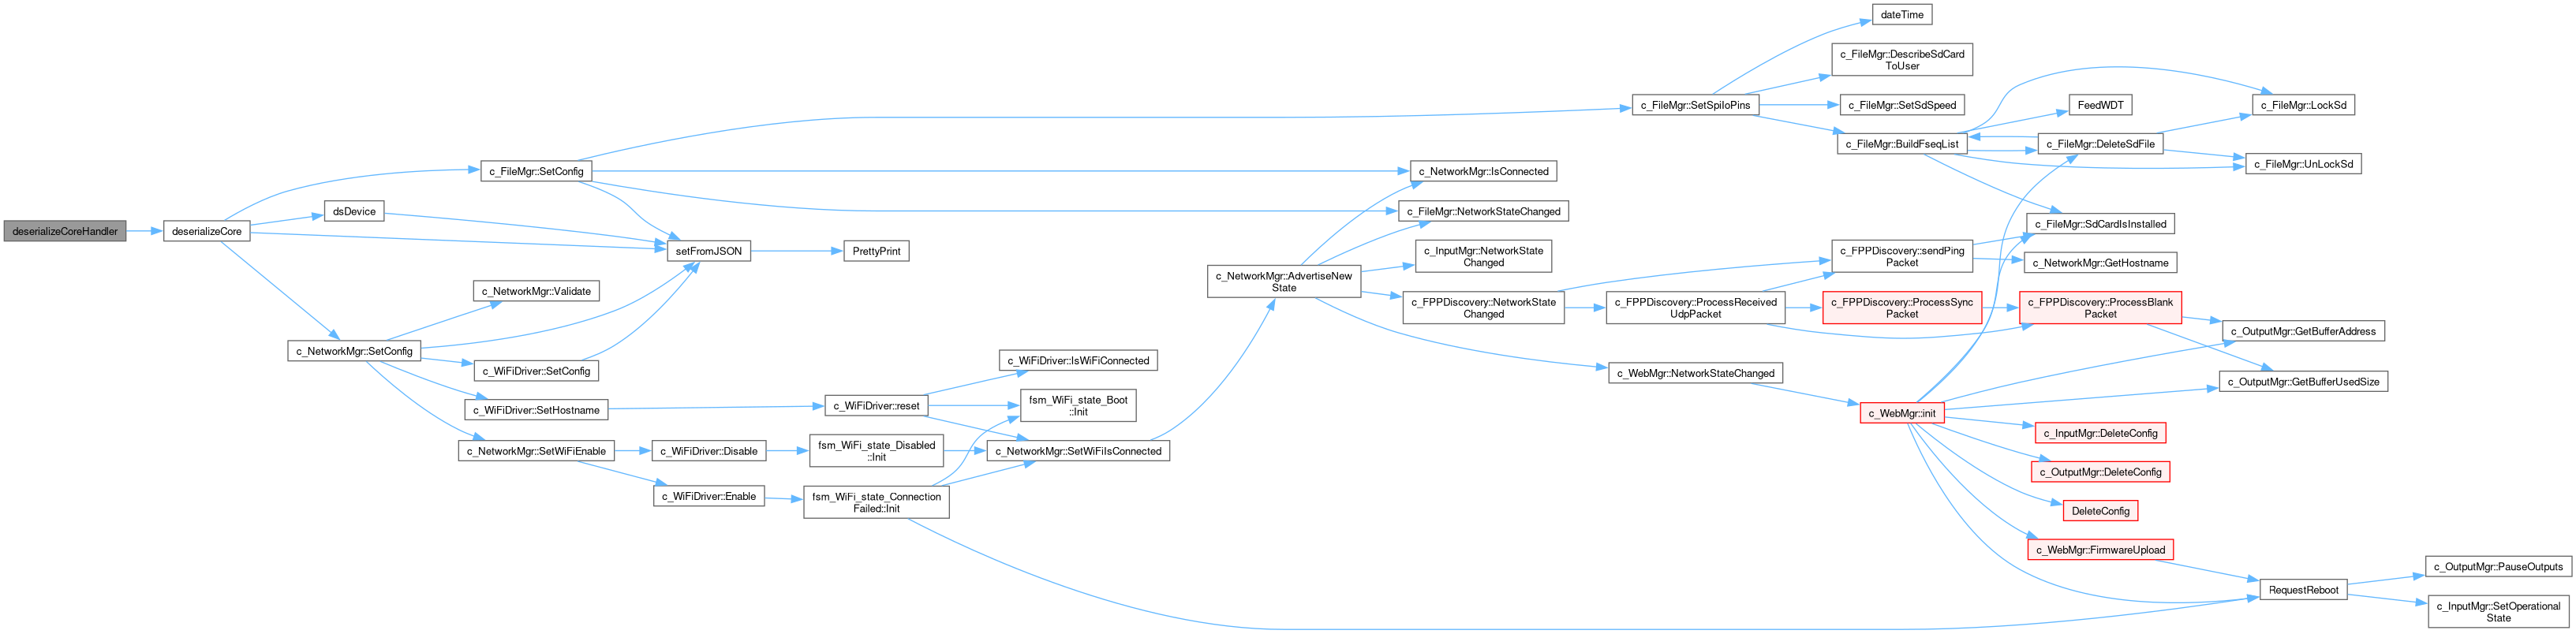 deserializeCoreHandler
deserializeCore
c_FileMgr::SetConfig
dsDevice
setFromJSON
PrettyPrint
c_NetworkMgr::SetConfig
c_NetworkMgr::Validate
c_WiFiDriver::SetConfig
c_WiFiDriver::SetHostname
c_NetworkMgr::SetWiFiEnable
c_WiFiDriver::reset
c_WiFiDriver::Disable
c_WiFiDriver::Enable
fsm_WiFi_state_Disabled
::Init
fsm_WiFi_state_Connection
Failed::Init
c_WiFiDriver::IsWiFiConnected
fsm_WiFi_state_Boot
::Init
c_NetworkMgr::SetWiFiIsConnected
c_NetworkMgr::AdvertiseNew
State
c_NetworkMgr::IsConnected
c_FileMgr::NetworkStateChanged
c_InputMgr::NetworkState
Changed
c_FPPDiscovery::NetworkState
Changed
c_FileMgr::SetSpiIoPins
c_FPPDiscovery::ProcessReceived
UdpPacket
c_WebMgr::NetworkStateChanged
dateTime
c_FileMgr::DescribeSdCard
ToUser
c_FileMgr::SetSdSpeed
c_FileMgr::BuildFseqList
c_FPPDiscovery::sendPing
Packet
c_FPPDiscovery::ProcessSync
Packet
c_WebMgr::init
FeedWDT
c_FileMgr::DeleteSdFile
c_FileMgr::SdCardIsInstalled
c_NetworkMgr::GetHostname
c_FPPDiscovery::ProcessBlank
Packet
c_InputMgr::DeleteConfig
c_OutputMgr::DeleteConfig
DeleteConfig
c_WebMgr::FirmwareUpload
c_FileMgr::LockSd
c_FileMgr::UnLockSd
c_OutputMgr::GetBufferAddress
c_OutputMgr::GetBufferUsedSize
RequestReboot
c_OutputMgr::PauseOutputs
c_InputMgr::SetOperational
State